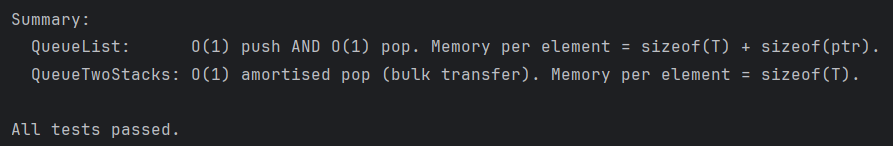 Summary:
  QueueList:      O(1) push AND O(1) pop. Memory per element = sizeof(T) + sizeof(ptr).
  QueueTwoStacks: O(1) amortised pop (bulk transfer). Memory per element = sizeof(T).

All tests passed.